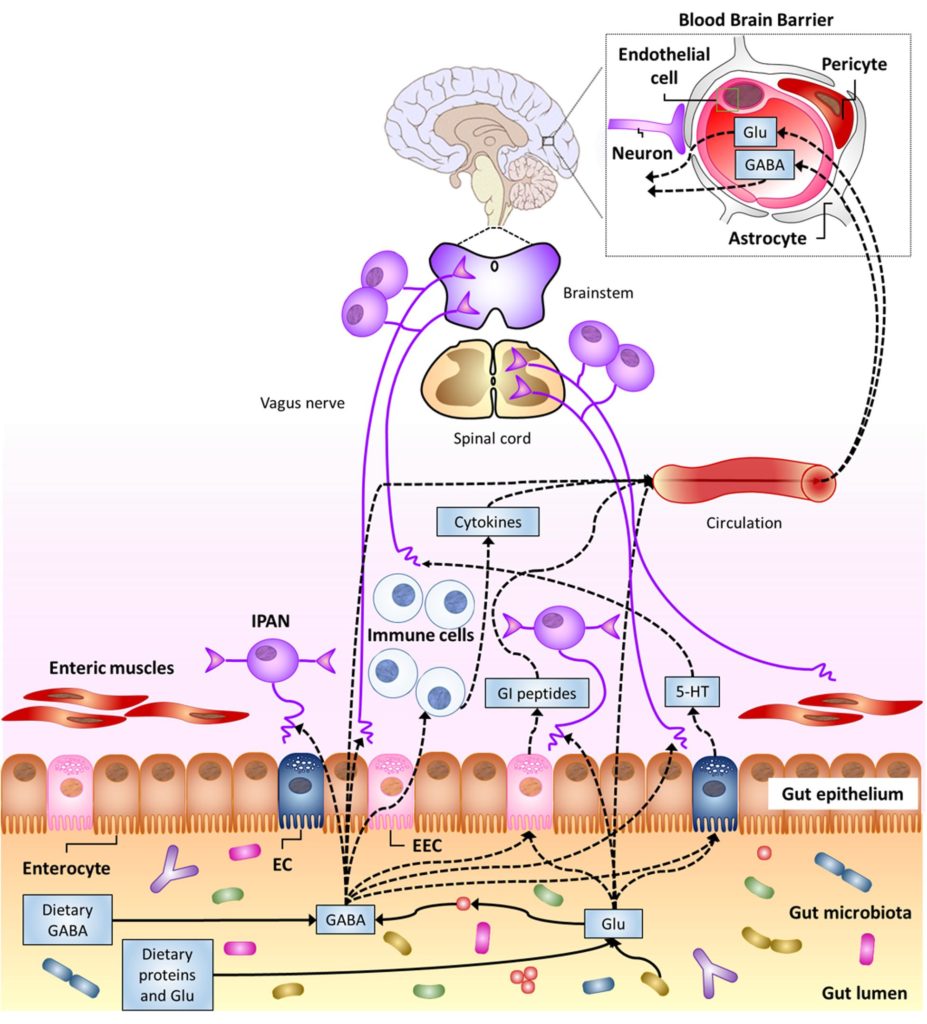 Blood Brain Barrier
Endothelial
cell
Pericyte
Glu
Neuron
GABA
Astrocyte
Brainstem
Vagus nerve
Spinal cord
Cytokines
Circulation
IPAN
Immune cells
Enteric muscles
GI peptides
5-HT
Gut epithelium
Enterocyte
EC
EEC
Dietary
GABA
GABA
Glu
Gut microbiota
Dietary
proteins
and Glu
Gut lumen